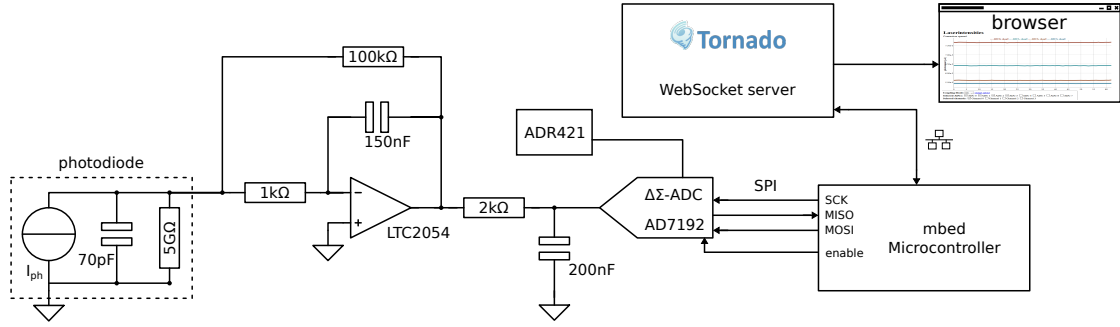 browser
Laserintensities
Tornado
WebSocket server
100kΩ
150nF
ADR421
photodiode
1kΩ
−
+
LTC2054
2kΩ
200nF
ΔΣ-ADC
AD7192
SPI
SCK
MISO
MOSI
enable
mbed
Microcontroller
70pF
5GΩ
Iph